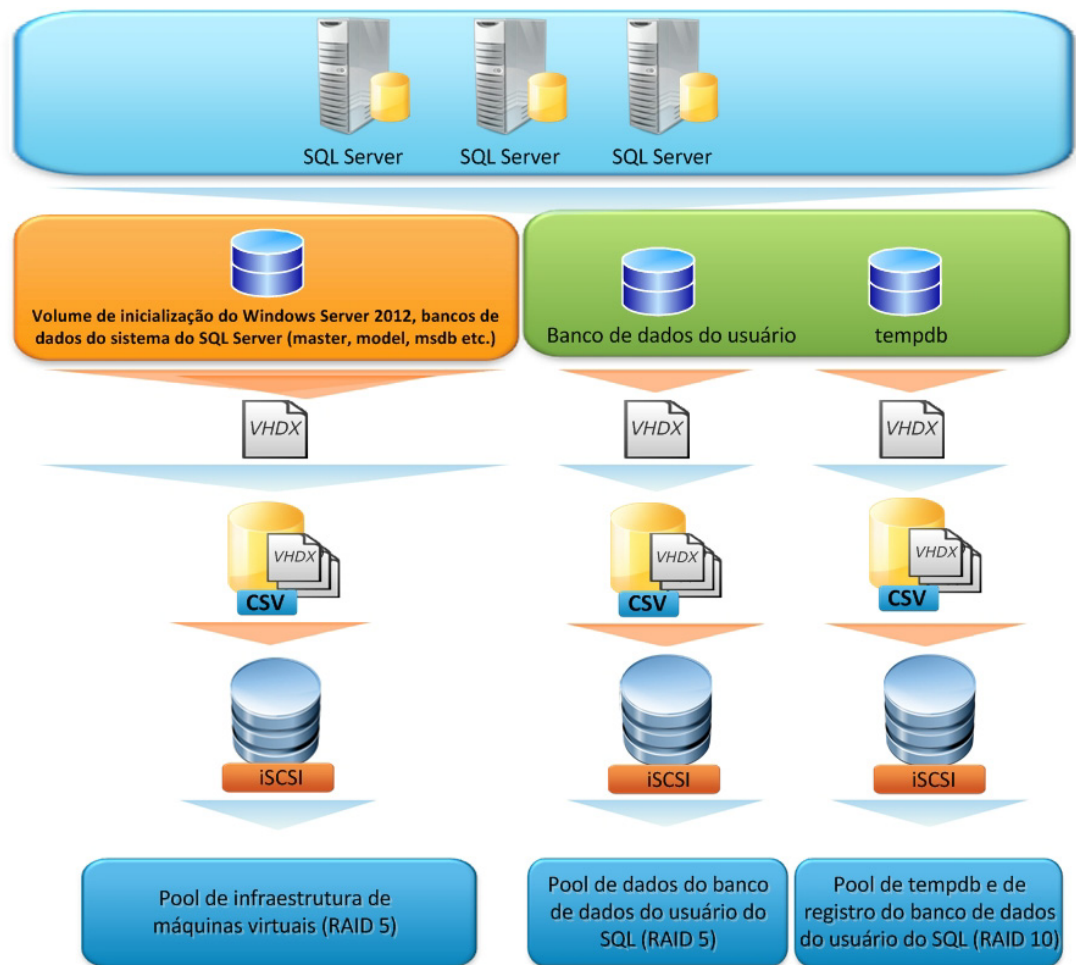 SQL Server
SQL Server
SQL Server
Volume de inicialização do Windows Server 2012, bancos de
dados do sistema do SQL Server (master, model, msdb etc.)
Banco de dados do usuário
tempdb
VHDX
VHDX
VHDX
VHDX
CSV
VHDX
CSV
VHDX
CSV
iSCSI
iSCSI
iSCSI
Pool de infraestrutura de
máquinas virtuais (RAID 5)
Pool de dados do banco
de dados do usuário do
SQL (RAID 5)
Pool de tempdb e de
registro do banco de dados
do usuário do SQL (RAID 10)